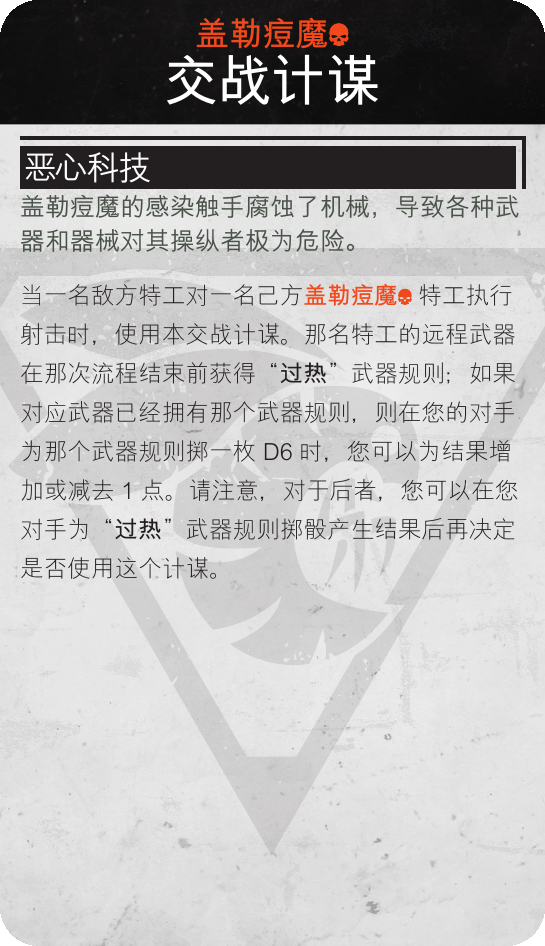 盖勒痘魔
交战计谋
恶心科技
盖勒痘魔的感染触手腐蚀了机械，导致各种武
器和器械对其操纵者极为危险。
当一名敌方特工对一名己方盖勒痘魔 特工执行
射击时，使用本交战计谋。那名特工的远程武器
在那次流程结束前获得“过热”武器规则；如果
对应武器已经拥有那个武器规则，则在您的对手
为那个武器规则掷一枚 D6 时，您可以为结果增
加或减去 1 点。请注意，对于后者，您可以在您
对手为“过热”武器规则掷骰产生结果后再决定
是否使用这个计谋。